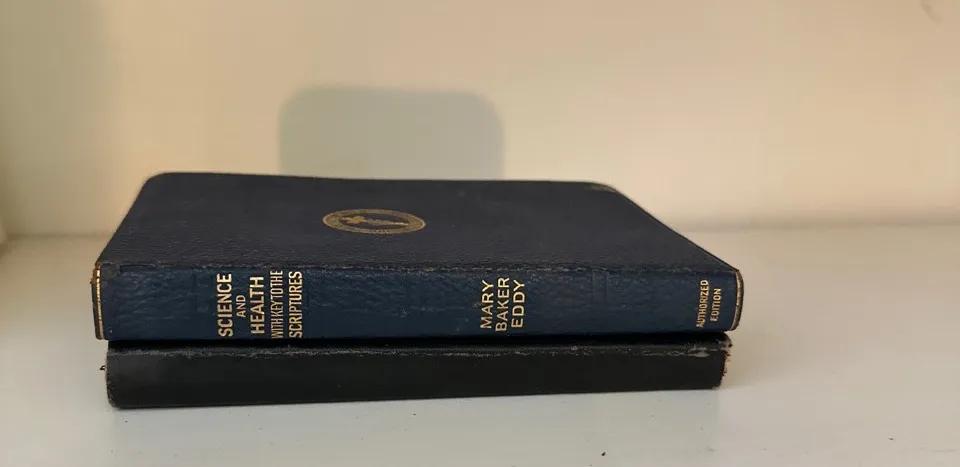 SCIENCE
AND
HEALTH
WITH KEY TO THE
SCRIPTURES
MARY
BAKER
EDDY
AUTHORIZED
EDITION